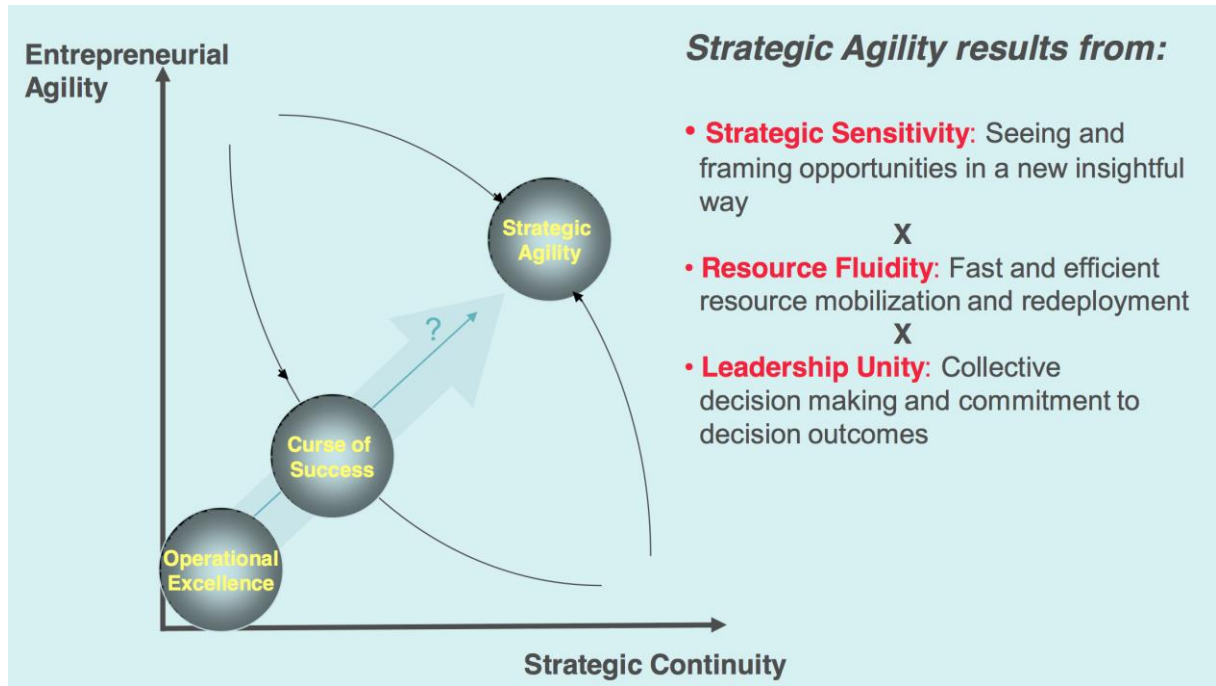 Entrepreneurial
Agility
Strategic
Agility
?
Curse of
Success
Operational
Excellence
Strategic Continuity
Strategic Agility results from:
• Strategic Sensitivity: Seeing and
framing opportunities in a new insightful
way
X
• Resource Fluidity: Fast and efficient
resource mobilization and redeployment
X
• Leadership Unity: Collective
decision making and commitment to
decision outcomes